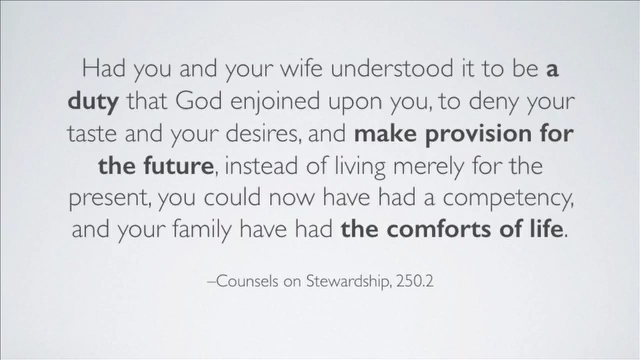 Had you and your wife understood it to be a
duty that God enjoined upon you, to deny your
taste and your desires, and make provision for
the future, instead of living merely for the
present, you could now have had a competency,
and your family have had the comforts of life.
–Counsels on Stewardship, 250.2